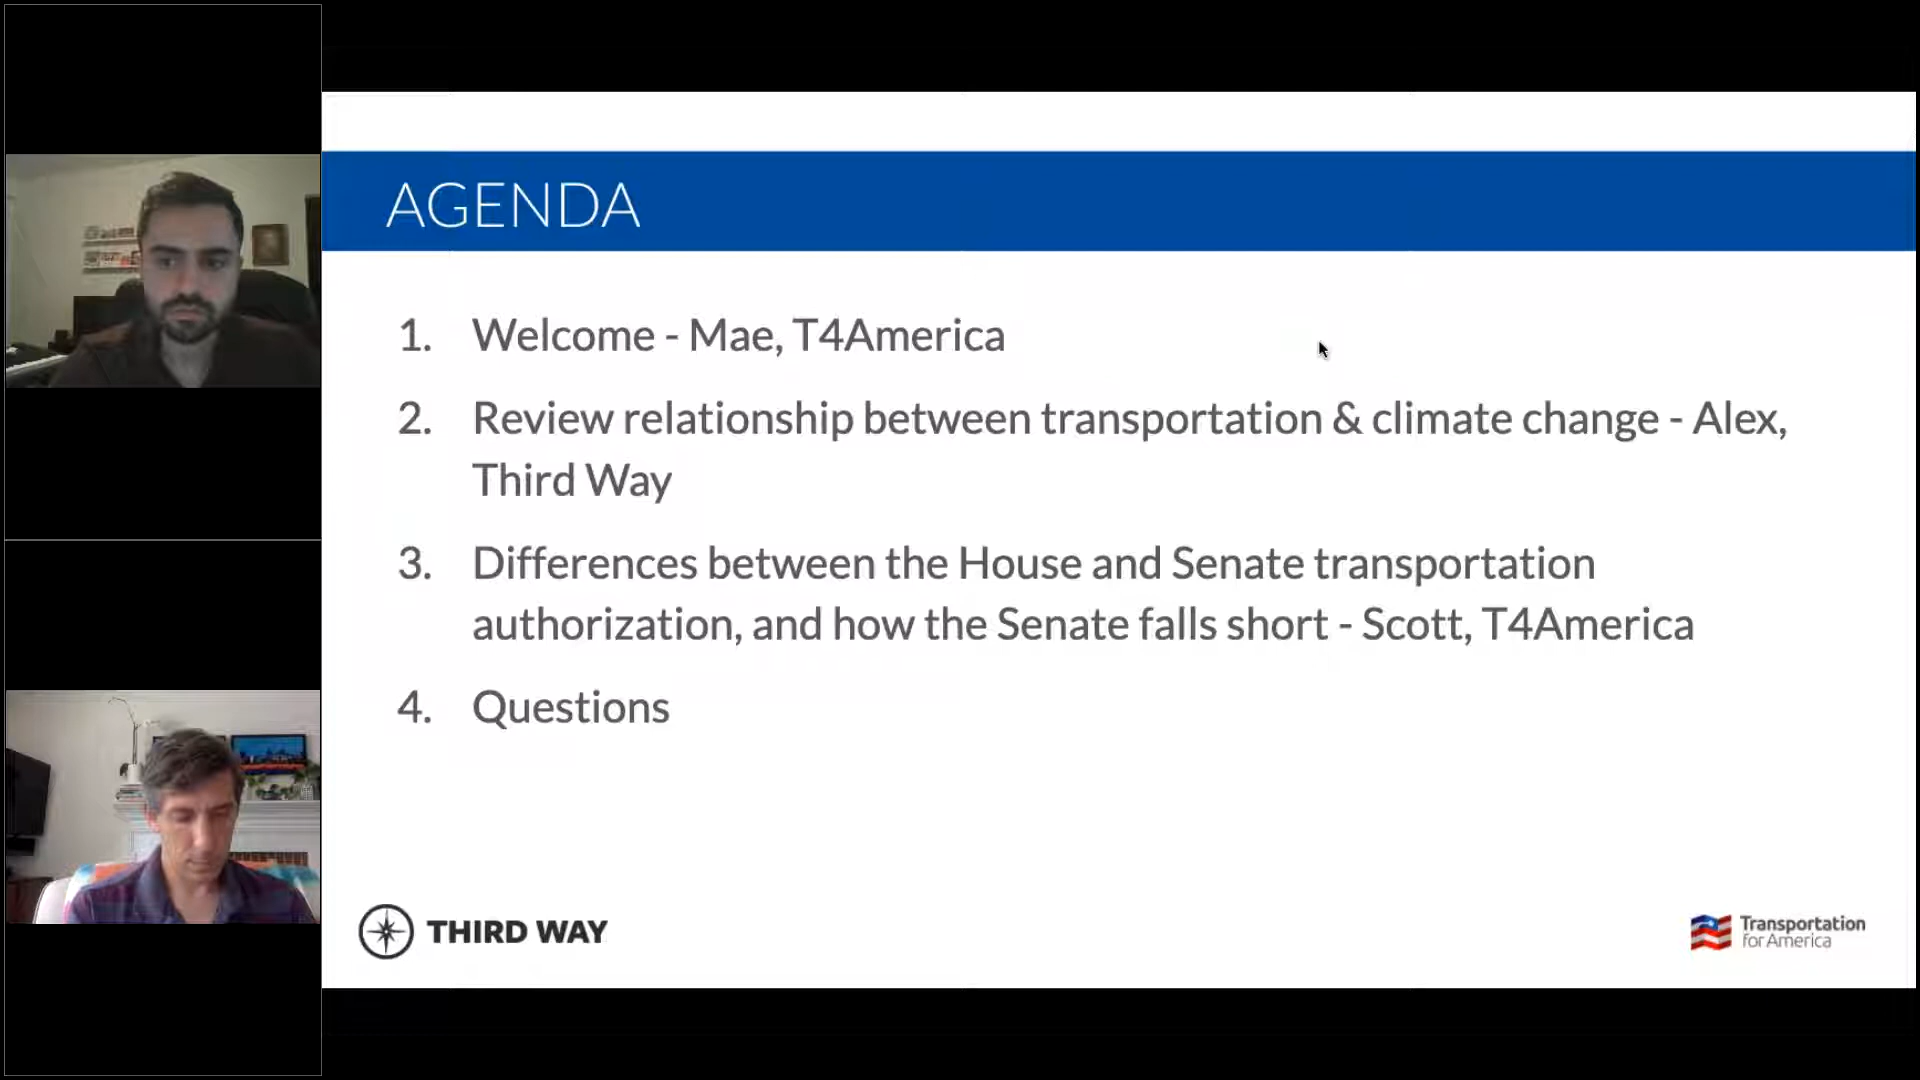 AGENDA
1. Welcome - Mae, T4America
2. Review relationship between transportation & climate change - Alex,
Third Way
3. Differences between the House and Senate transportation
authorization, and how the Senate falls short - Scott, T4America
4. Questions
THIRD WAY
Transportation
for America